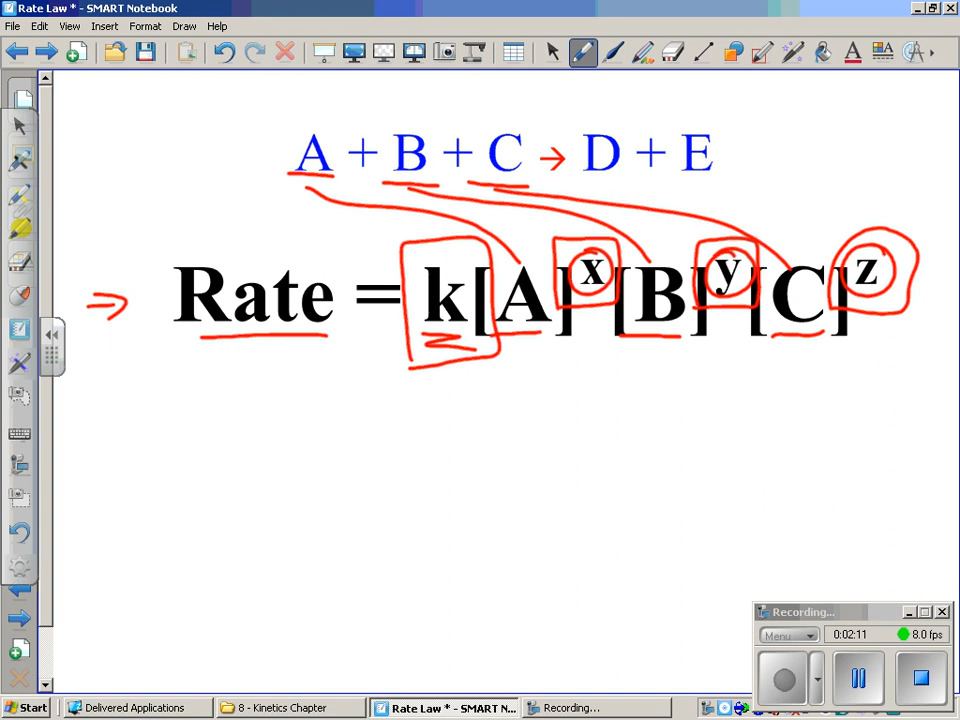 Rate Law * - SMART Notebook
File Edit View Insert Format Draw Help
A + B + C → D + E
Rate = k[A]^x [B]^y [C]^z
Recording...
Menu
0:02:11
8.0 fps
Start
Delivered Applications
8 - Kinetics Chapter
Rate Law * - SMART N...
Recording...